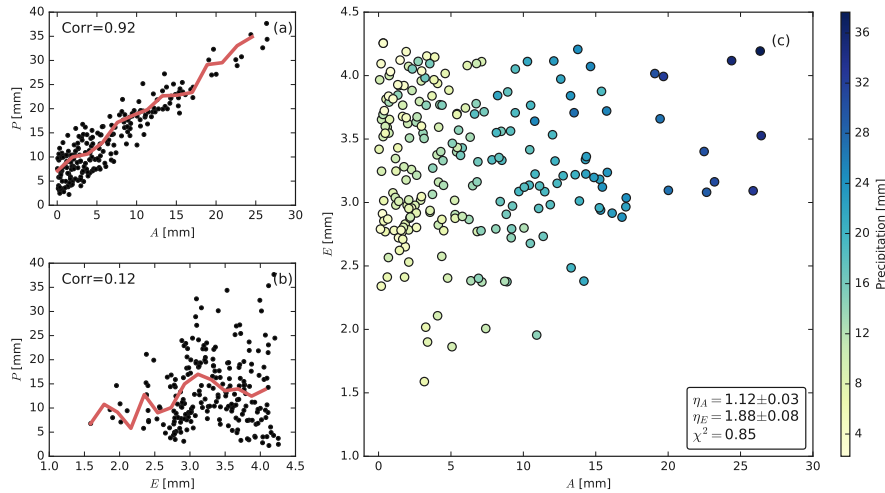 Corr=0.92
(a)
40
35
30
25
20
15
10
5
0
P [mm]
0 5 10 15 20 25 30
A [mm]
Corr=0.12
(b)
40
35
30
25
20
15
10
5
0
P [mm]
1.0 1.5 2.0 2.5 3.0 3.5 4.0 4.5
E [mm]
(c)
4.5
4.0
3.5
3.0
2.5
2.0
1.5
1.0
E [mm]
0 5 10 15 20 25 30
A [mm]
η_A = 1.12±0.03
η_E = 1.88±0.08
χ² = 0.85
36
32
28
24
20
16
12
8
4
Precipitation [mm]